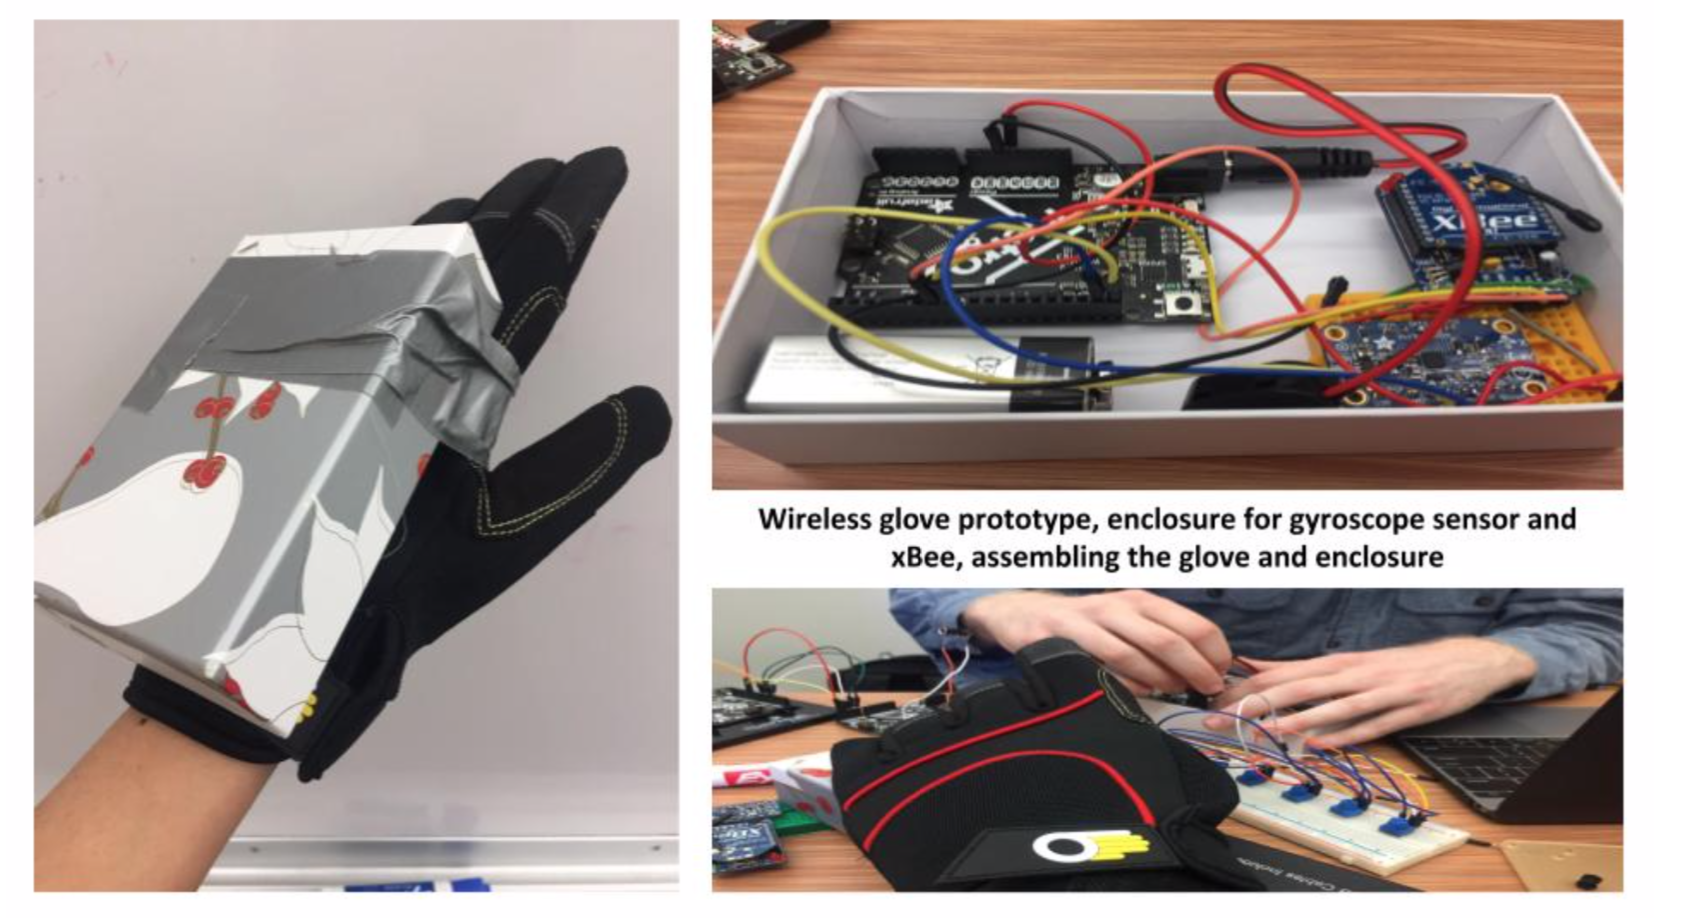 xBee
Wireless glove prototype, enclosure for gyroscope sensor and
xBee, assembling the glove and enclosure